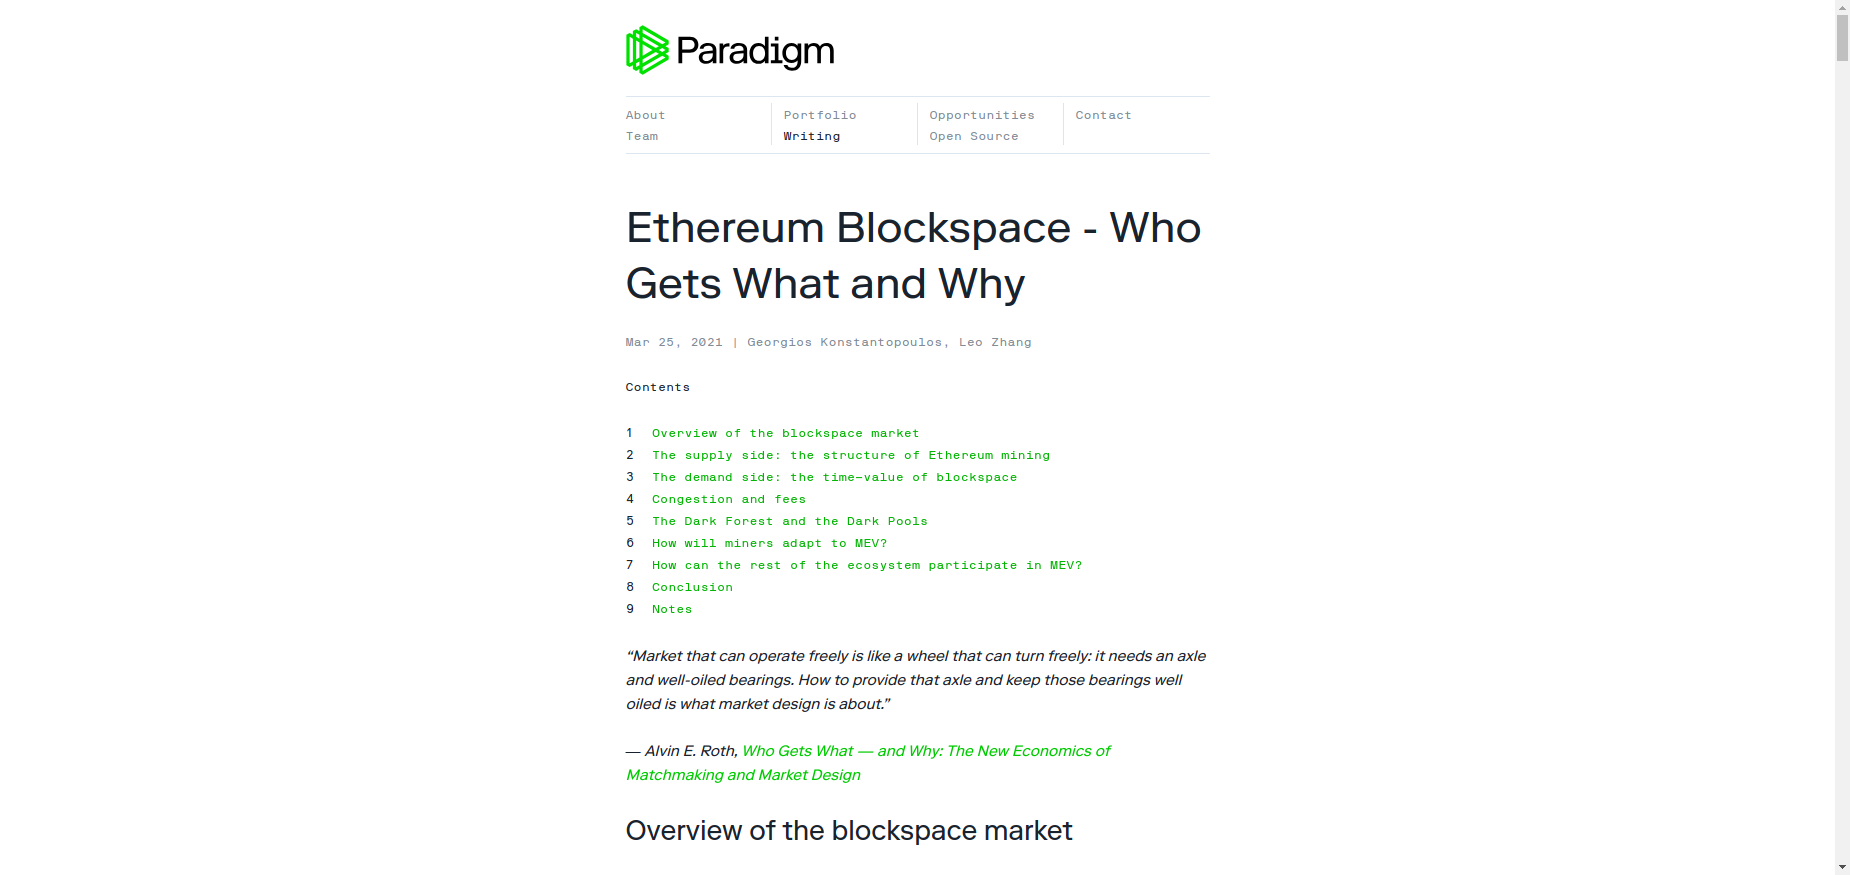 Paradigm
About
Team
Portfolio
Writing
Opportunities
Open Source
Contact
Ethereum Blockspace - Who
Gets What and Why
Mar 25, 2021 | Georgios Konstantopoulos, Leo Zhang
Contents
1 Overview of the blockspace market
2 The supply side: the structure of Ethereum mining
3 The demand side: the time-value of blockspace
4 Congestion and fees
5 The Dark Forest and the Dark Pools
6 How will miners adapt to MEV?
7 How can the rest of the ecosystem participate in MEV?
8 Conclusion
9 Notes
“Market that can operate freely is like a wheel that can turn freely: it needs an axle
and well-oiled bearings. How to provide that axle and keep those bearings well
oiled is what market design is about.”
— Alvin E. Roth, Who Gets What — and Why: The New Economics of
Matchmaking and Market Design
Overview of the blockspace market